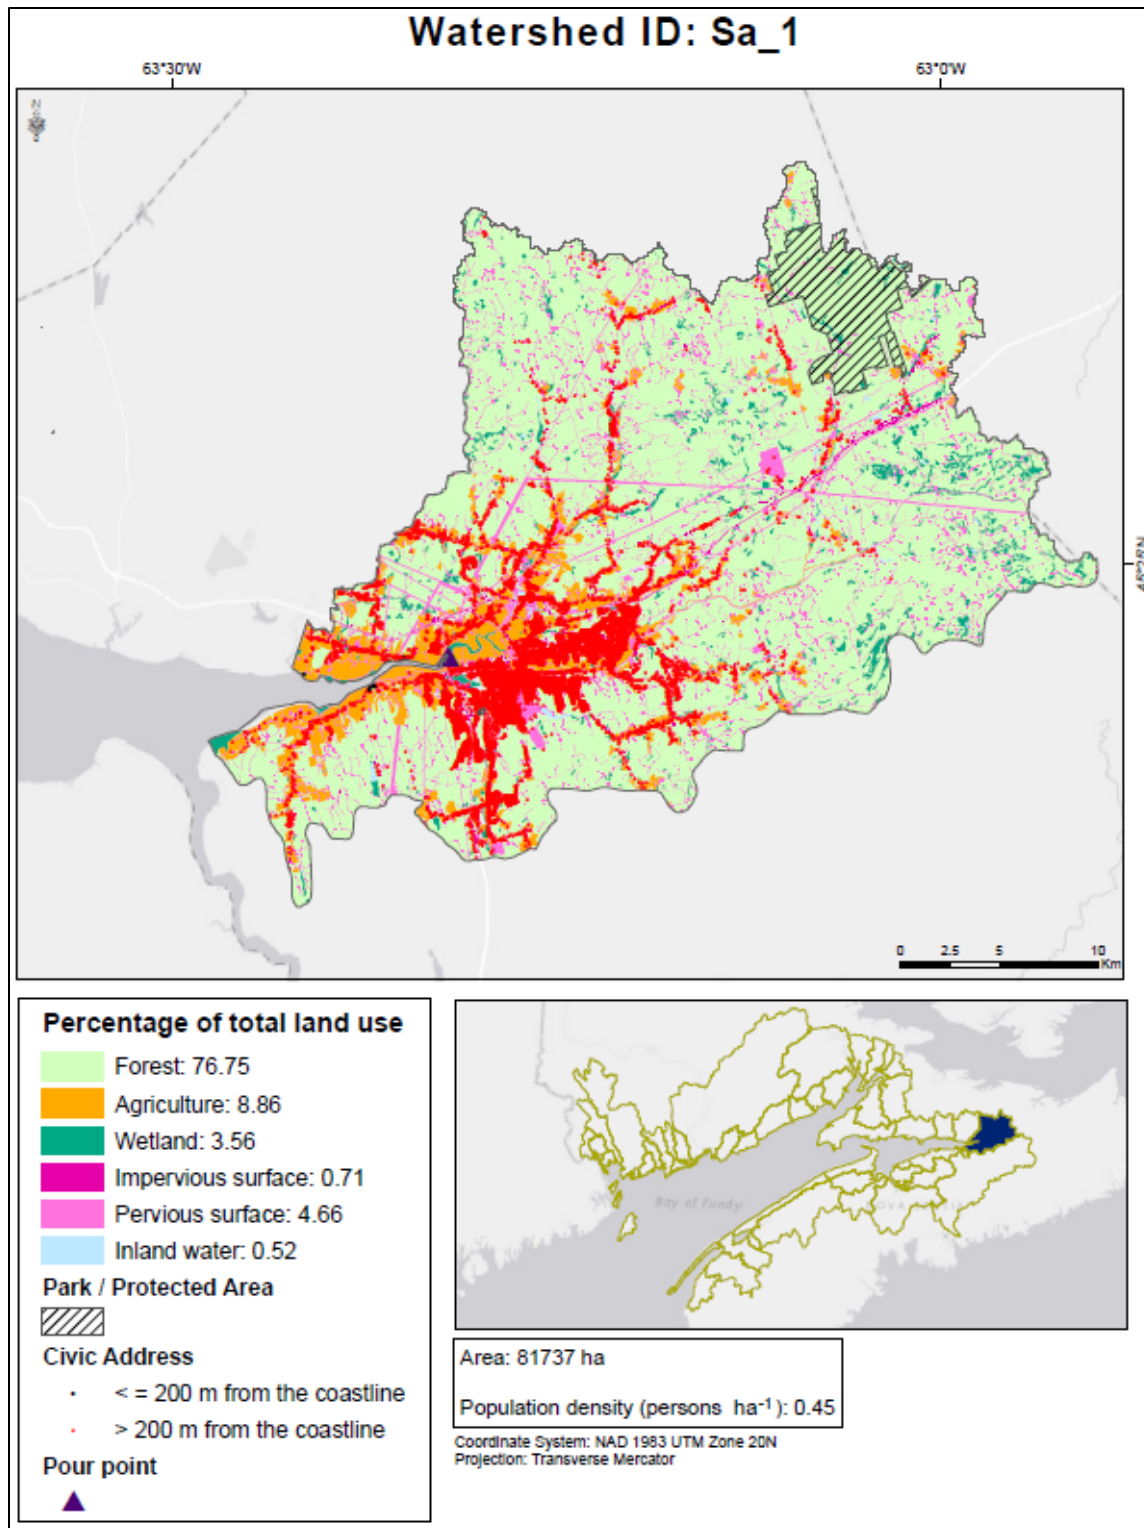 Watershed ID: Sa_1
63°30'W
63°0'W
N
45°25'N
0 2.5 5 10
Km
Percentage of total land use
Forest: 76.75
Agriculture: 8.86
Wetland: 3.56
Impervious surface: 0.71
Pervious surface: 4.66
Inland water: 0.52
Park / Protected Area
Civic Address
< = 200 m from the coastline
> 200 m from the coastline
Pour point
Bay of Fundy
Area: 81737 ha
Population density (persons ha-1): 0.45
Coordinate System: NAD 1983 UTM Zone 20N
Projection: Transverse Mercator